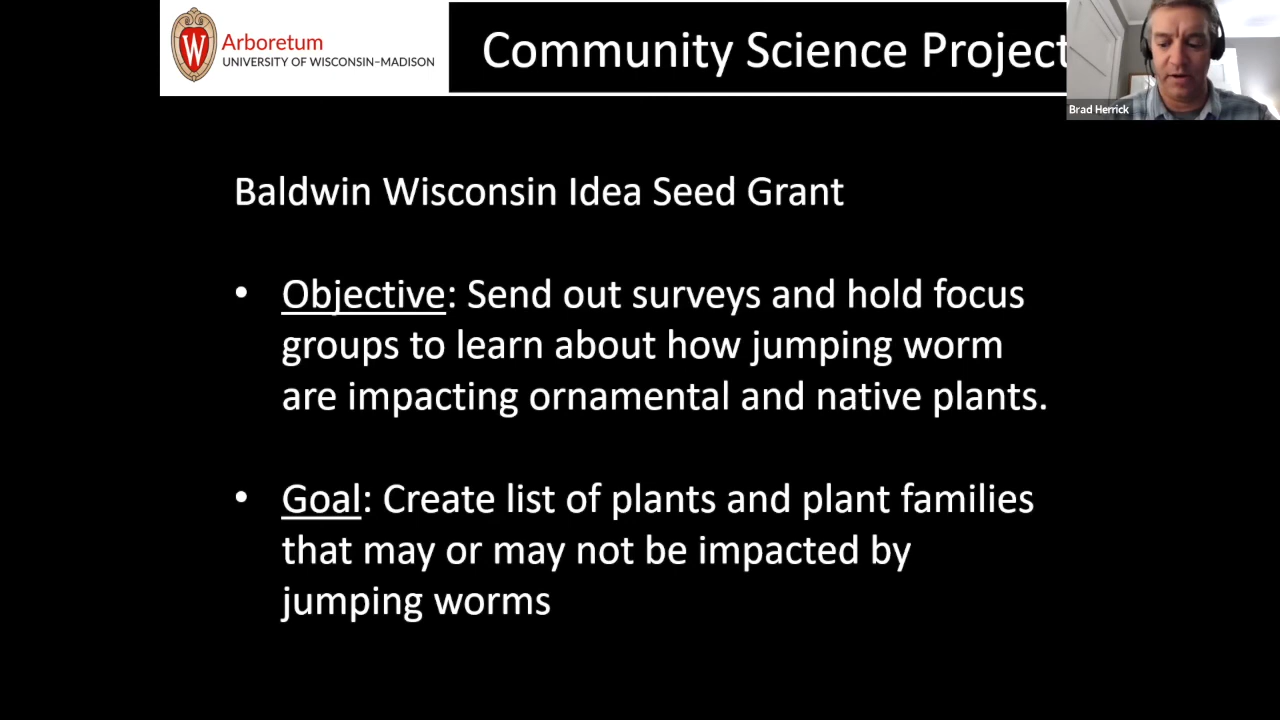 W
Arboretum
UNIVERSITY OF WISCONSIN–MADISON
Community Science Project
Brad Herrick
Baldwin Wisconsin Idea Seed Grant
• Objective: Send out surveys and hold focus
groups to learn about how jumping worm
are impacting ornamental and native plants.
• Goal: Create list of plants and plant families
that may or may not be impacted by
jumping worms